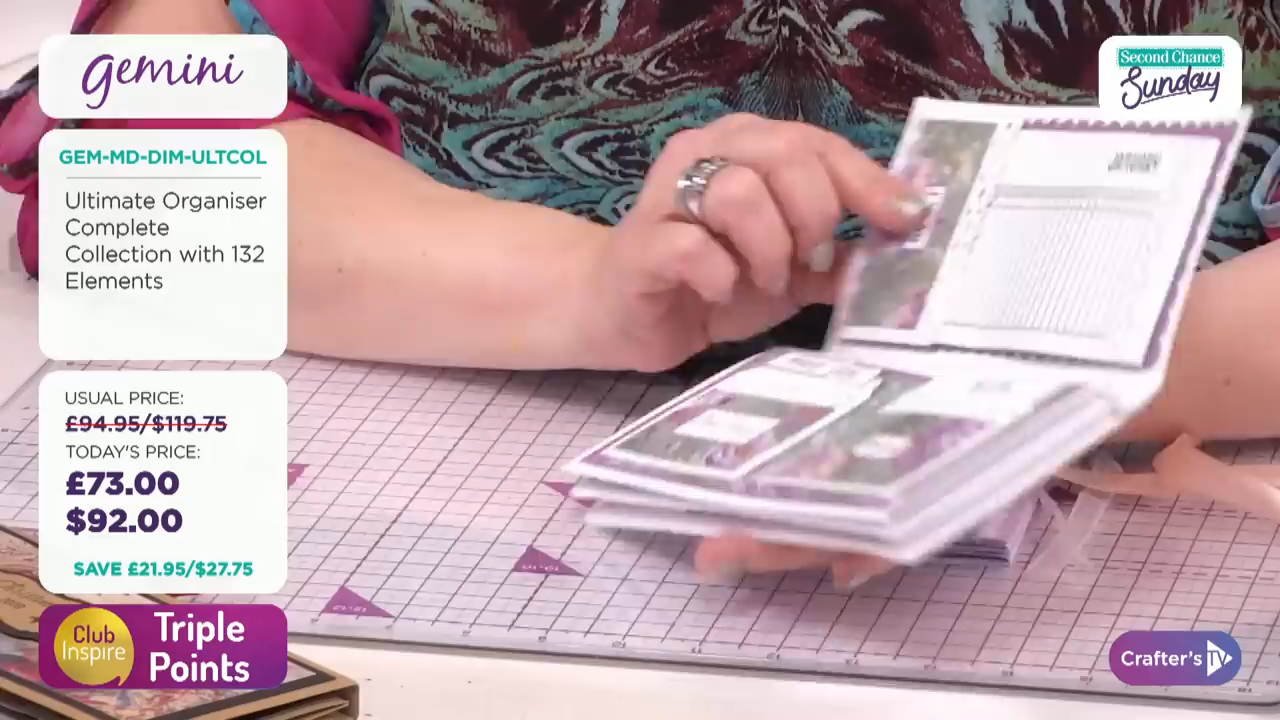 gemini
GEM-MD-DIM-ULTCOL
Ultimate Organiser
Complete
Collection with 132
Elements
USUAL PRICE:
£94.95/$119.75
TODAY'S PRICE:
£73.00
$92.00
SAVE £21.95/$27.75
Club
Inspire
Triple
Points
Second Chance
Sunday
JANUARY
Crafter's TV